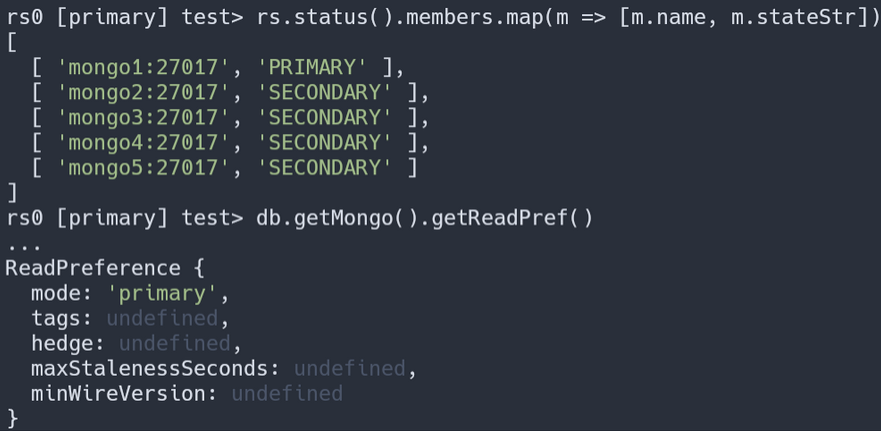 rs0 [primary] test> rs.status().members.map(m => [m.name, m.stateStr])
[
  [ 'mongo1:27017', 'PRIMARY' ],
  [ 'mongo2:27017', 'SECONDARY' ],
  [ 'mongo3:27017', 'SECONDARY' ],
  [ 'mongo4:27017', 'SECONDARY' ],
  [ 'mongo5:27017', 'SECONDARY' ]
]
rs0 [primary] test> db.getMongo().getReadPref()
...
ReadPreference {
  mode: 'primary',
  tags: undefined,
  hedge: undefined,
  maxStalenessSeconds: undefined,
  minWireVersion: undefined
}